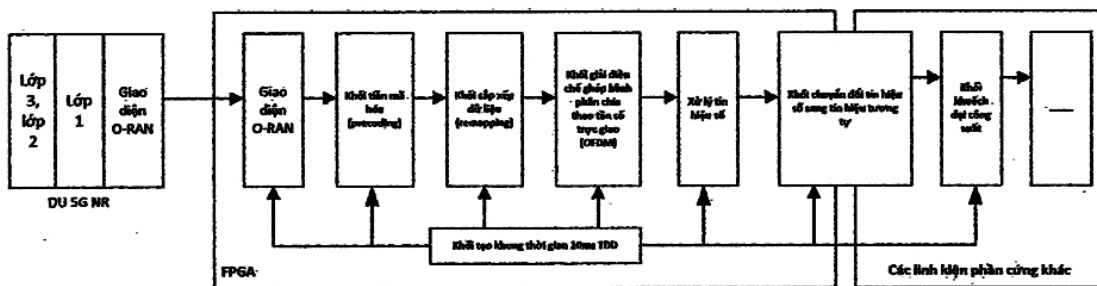 Lớp
3,
lớp
2
Lớp
1
Giao
diện
O-RAN
DU 5G NR
Giao
diện
O-RAN
Khối tiền mã
hóa
(precoding)
Khối sắp xếp
dữ liệu
(remapping)
Khối giải điều
chế ghép kênh
phân chia
theo tần số
trực giao
(OFDM)
Xử lý tín
hiệu số
Khối chuyển đổi tín hiệu
số sang tín hiệu tương
tự
Khối
khuếch
đại công
suất
Khối tạo khung thời gian 10ms TDD
FPGA
Các linh kiện phần cứng khác